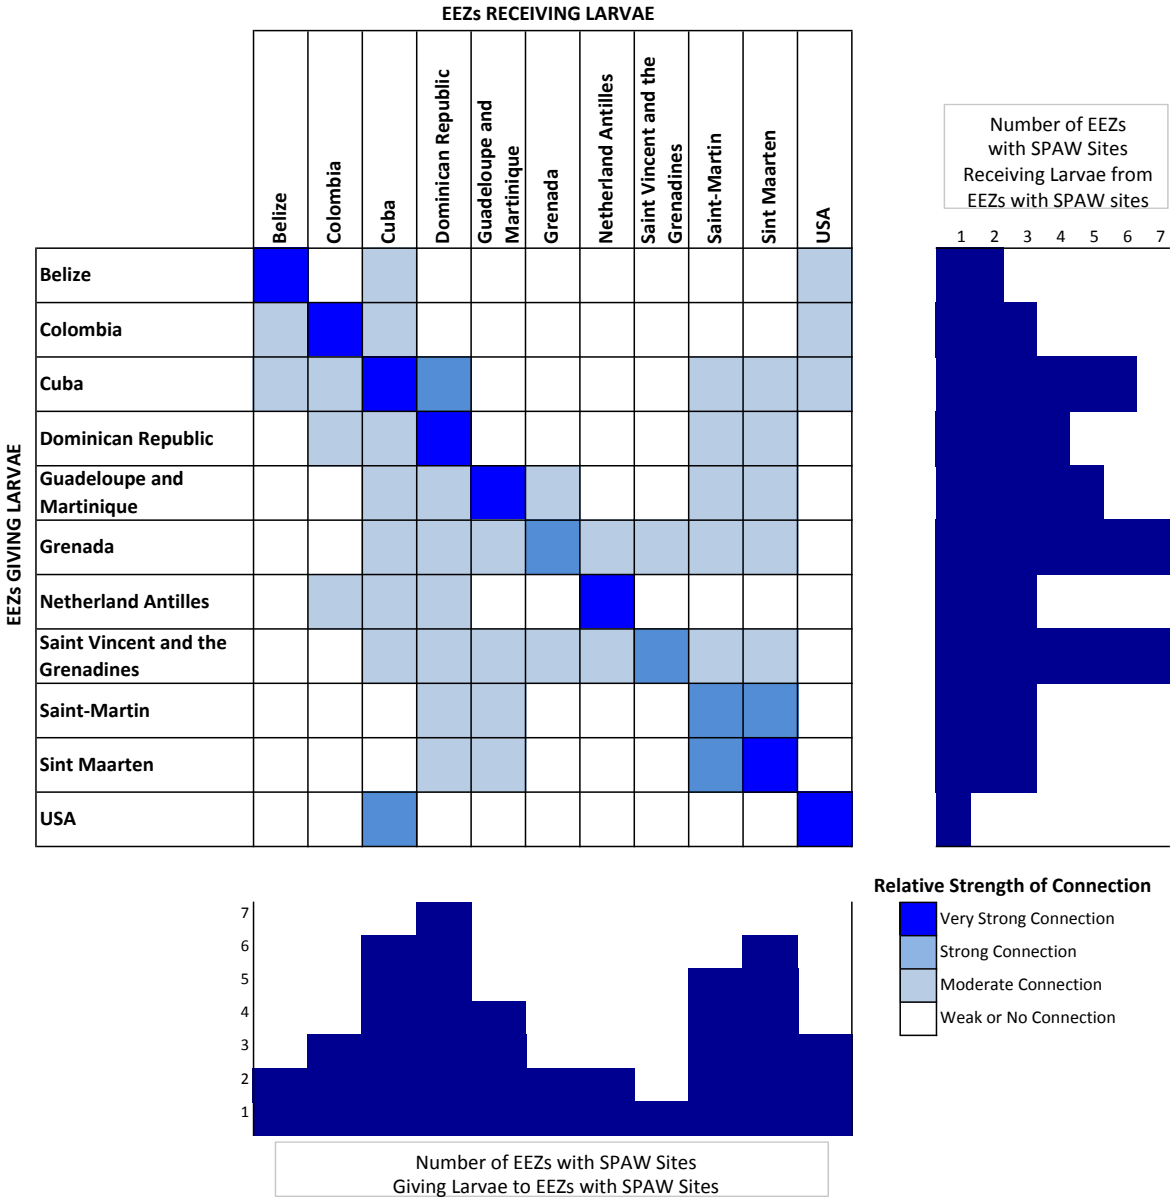 EEZs RECEIVING LARVAE
Belize
Colombia
Cuba
Dominican Republic
Guadeloupe and
Martinique
Grenada
Netherland Antilles
Saint Vincent and the
Grenadines
Saint-Martin
Sint Maarten
USA
Number of EEZs
with SPAW Sites
Receiving Larvae from
EEZs with SPAW sites
1 2 3 4 5 6 7
EEZs GIVING LARVAE
Belize
Colombia
Cuba
Dominican Republic
Guadeloupe and
Martinique
Grenada
Netherland Antilles
Saint Vincent and the
Grenadines
Saint-Martin
Sint Maarten
USA
Relative Strength of Connection
Very Strong Connection
Strong Connection
Moderate Connection
Weak or No Connection
7
6
5
4
3
2
1
Number of EEZs with SPAW Sites
Giving Larvae to EEZs with SPAW Sites